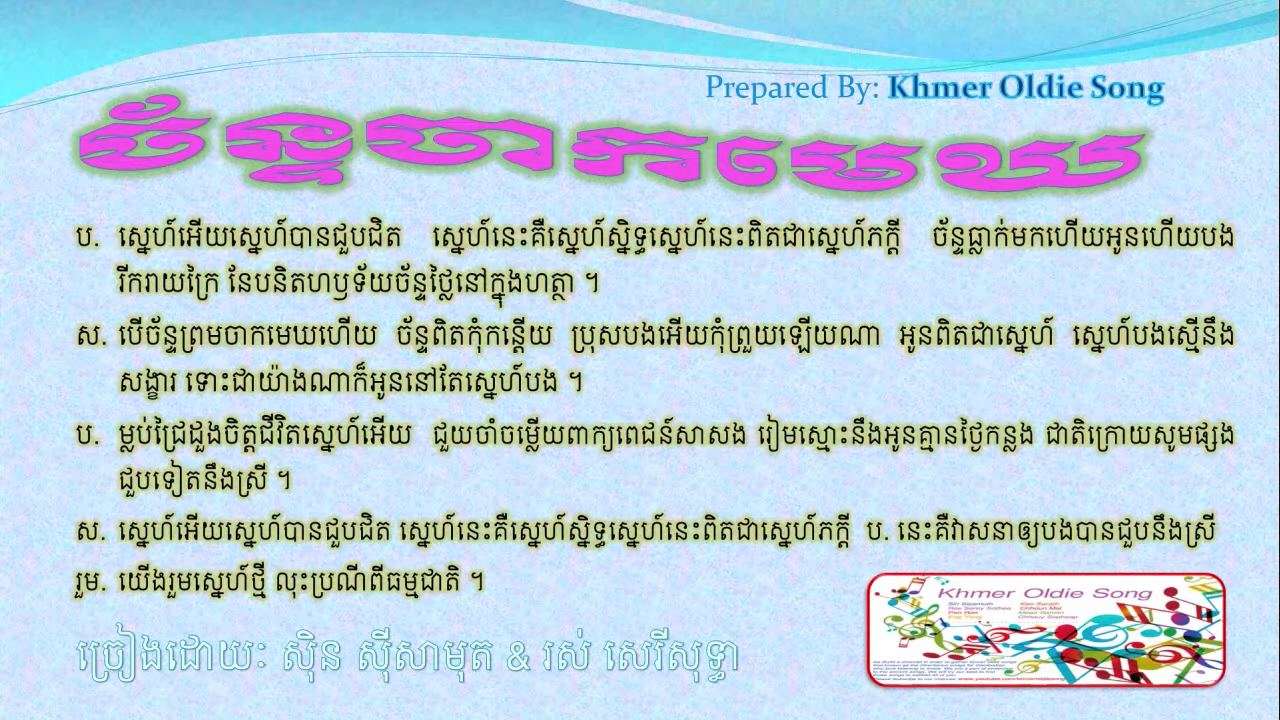 Prepared By: Khmer Oldie Song
ច័ន្ទចាកមេឃ
ប. ស្នេហ៍អើយស្នេហ៍បានជួបជិត ស្នេហ៍នេះគឺស្នេហ៍ស្និទ្ធស្នេហ៍នេះពិតជាស្នេហ៍ភក្តី ច័ន្ទធ្លាក់មកហើយអូនហើយបង
រីករាយក្រៃ នែបនិតហឫទ័យច័ន្ទថ្លៃនៅក្នុងហត្ថា ។
ស. បើច័ន្ទព្រមចាកមេឃហើយ ច័ន្ទពិតកុំកន្តើយ ប្រុសបងអើយកុំព្រួយឡើយណា អូនពិតជាស្នេហ៍ ស្នេហ៍បងស្មើនឹង
សង្ខារ ទោះជាយ៉ាងណាក៏អូននៅតែស្នេហ៍បង ។
ប. ម្លប់ជ្រៃដួងចិត្តជីវិតស្នេហ៍អើយ ជួយចាំចម្លើយពាក្យពេជន៍សាសង រៀមស្មោះនឹងអូនគ្មានថ្ងៃកន្លង ជាតិក្រោយសូមផ្សង
ជួបទៀតនឹងស្រី ។
ស. ស្នេហ៍អើយស្នេហ៍បានជួបជិត ស្នេហ៍នេះគឺស្នេហ៍ស្និទ្ធស្នេហ៍នេះពិតជាស្នេហ៍ភក្តី ប. នេះគឺវាសនាឲ្យបងបានជួបនឹងស្រី
រួម. យើងរួមស្នេហ៍ថ្មី លុះប្រណីពីធម្មជាតិ ។
ច្រៀងដោយ: ស៊ិន ស៊ីសាមុត & រស់ សេរីសុទ្ធា
Khmer Oldie Song
Sin Sisamuth Keo Sarath
Ros Serey Sothea Chhoun Mai
Pen Ran Meas Samon